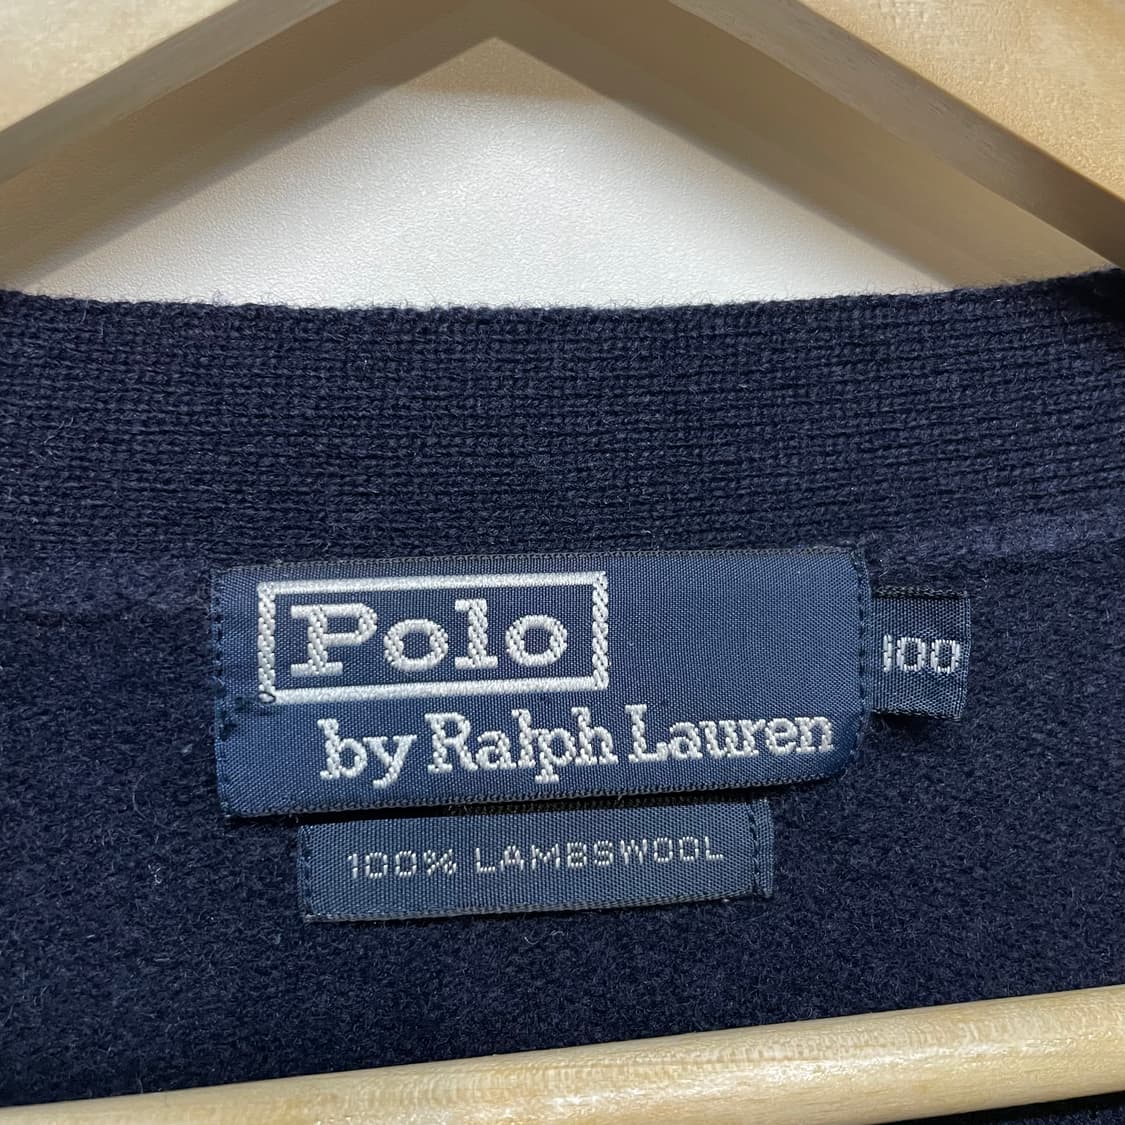 Polo
by Ralph Lauren
100
100% LAMBSWOOL